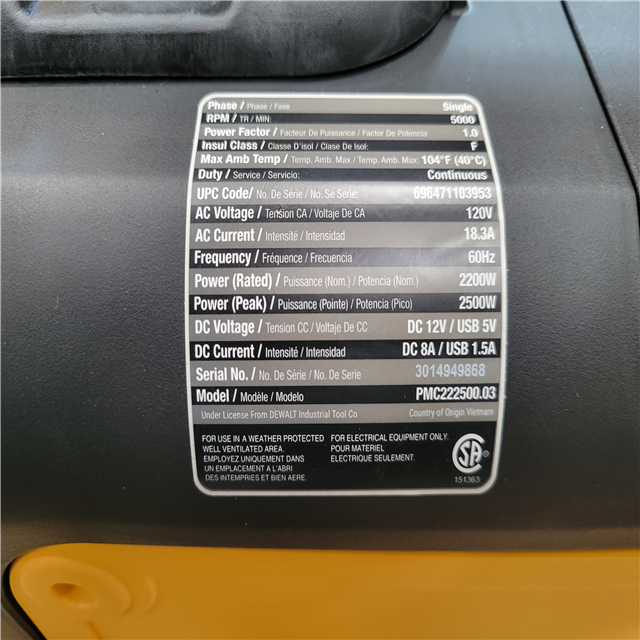 Phase / Phase / Fase Single
RPM / TR / MIN: 5000
Power Factor / Facteur De Puissance / Factor De Potencia 1.0
Insul Class / Classe D'isol / Clase De Isol: F
Max Amb Temp / Temp. Amb. Max / Temp. Amb. Max: 104°F (40°C)
Duty / Service / Servicio: Continuous
UPC Code/ No. De Série / No. Se Serie: 696471103953
AC Voltage / Tension CA / Voltaje De CA 120V
AC Current / Intensité / Intensidad 18.3A
Frequency / Fréquence / Frecuencia 60Hz
Power (Rated) / Puissance (Nom.) / Potencia (Nom.) 2200W
Power (Peak) / Puissance (Pointe) / Potencia (Pico) 2500W
DC Voltage / Tension CC / Voltaje De CC DC 12V / USB 5V
DC Current / Intensité / Intensidad DC 8A / USB 1.5A
Serial No. / No. De Série / No. De Serie 3014949868
Model / Modèle / Modelo PMC222500.03
Under License From DEWALT Industrial Tool Co Country of Origin Vietnam
FOR USE IN A WEATHER PROTECTED
WELL VENTILATED AREA.
EMPLOYEZ UNIQUEMENT DANS
UN EMPLACEMENT A L'ABRI
DES INTEMPRIES ET BIEN AERE.
FOR ELECTRICAL EQUIPMENT ONLY.
POUR MATERIEL
ELECTRIQUE SEULEMENT.
SA
151363